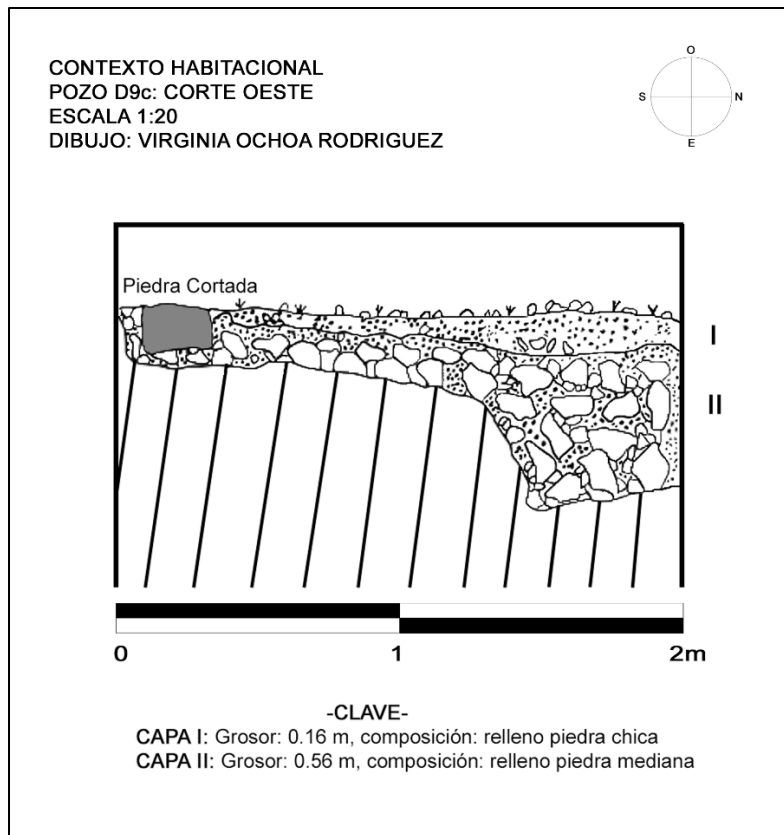 CONTEXTO HABITACIONAL
POZO D9c: CORTE OESTE
ESCALA 1:20
DIBUJO: VIRGINIA OCHOA RODRIGUEZ
O
S N
E
Piedra Cortada
I
II
0 1 2m
-CLAVE-
CAPA I: Grosor: 0.16 m, composición: relleno piedra chica
CAPA II: Grosor: 0.56 m, composición: relleno piedra mediana